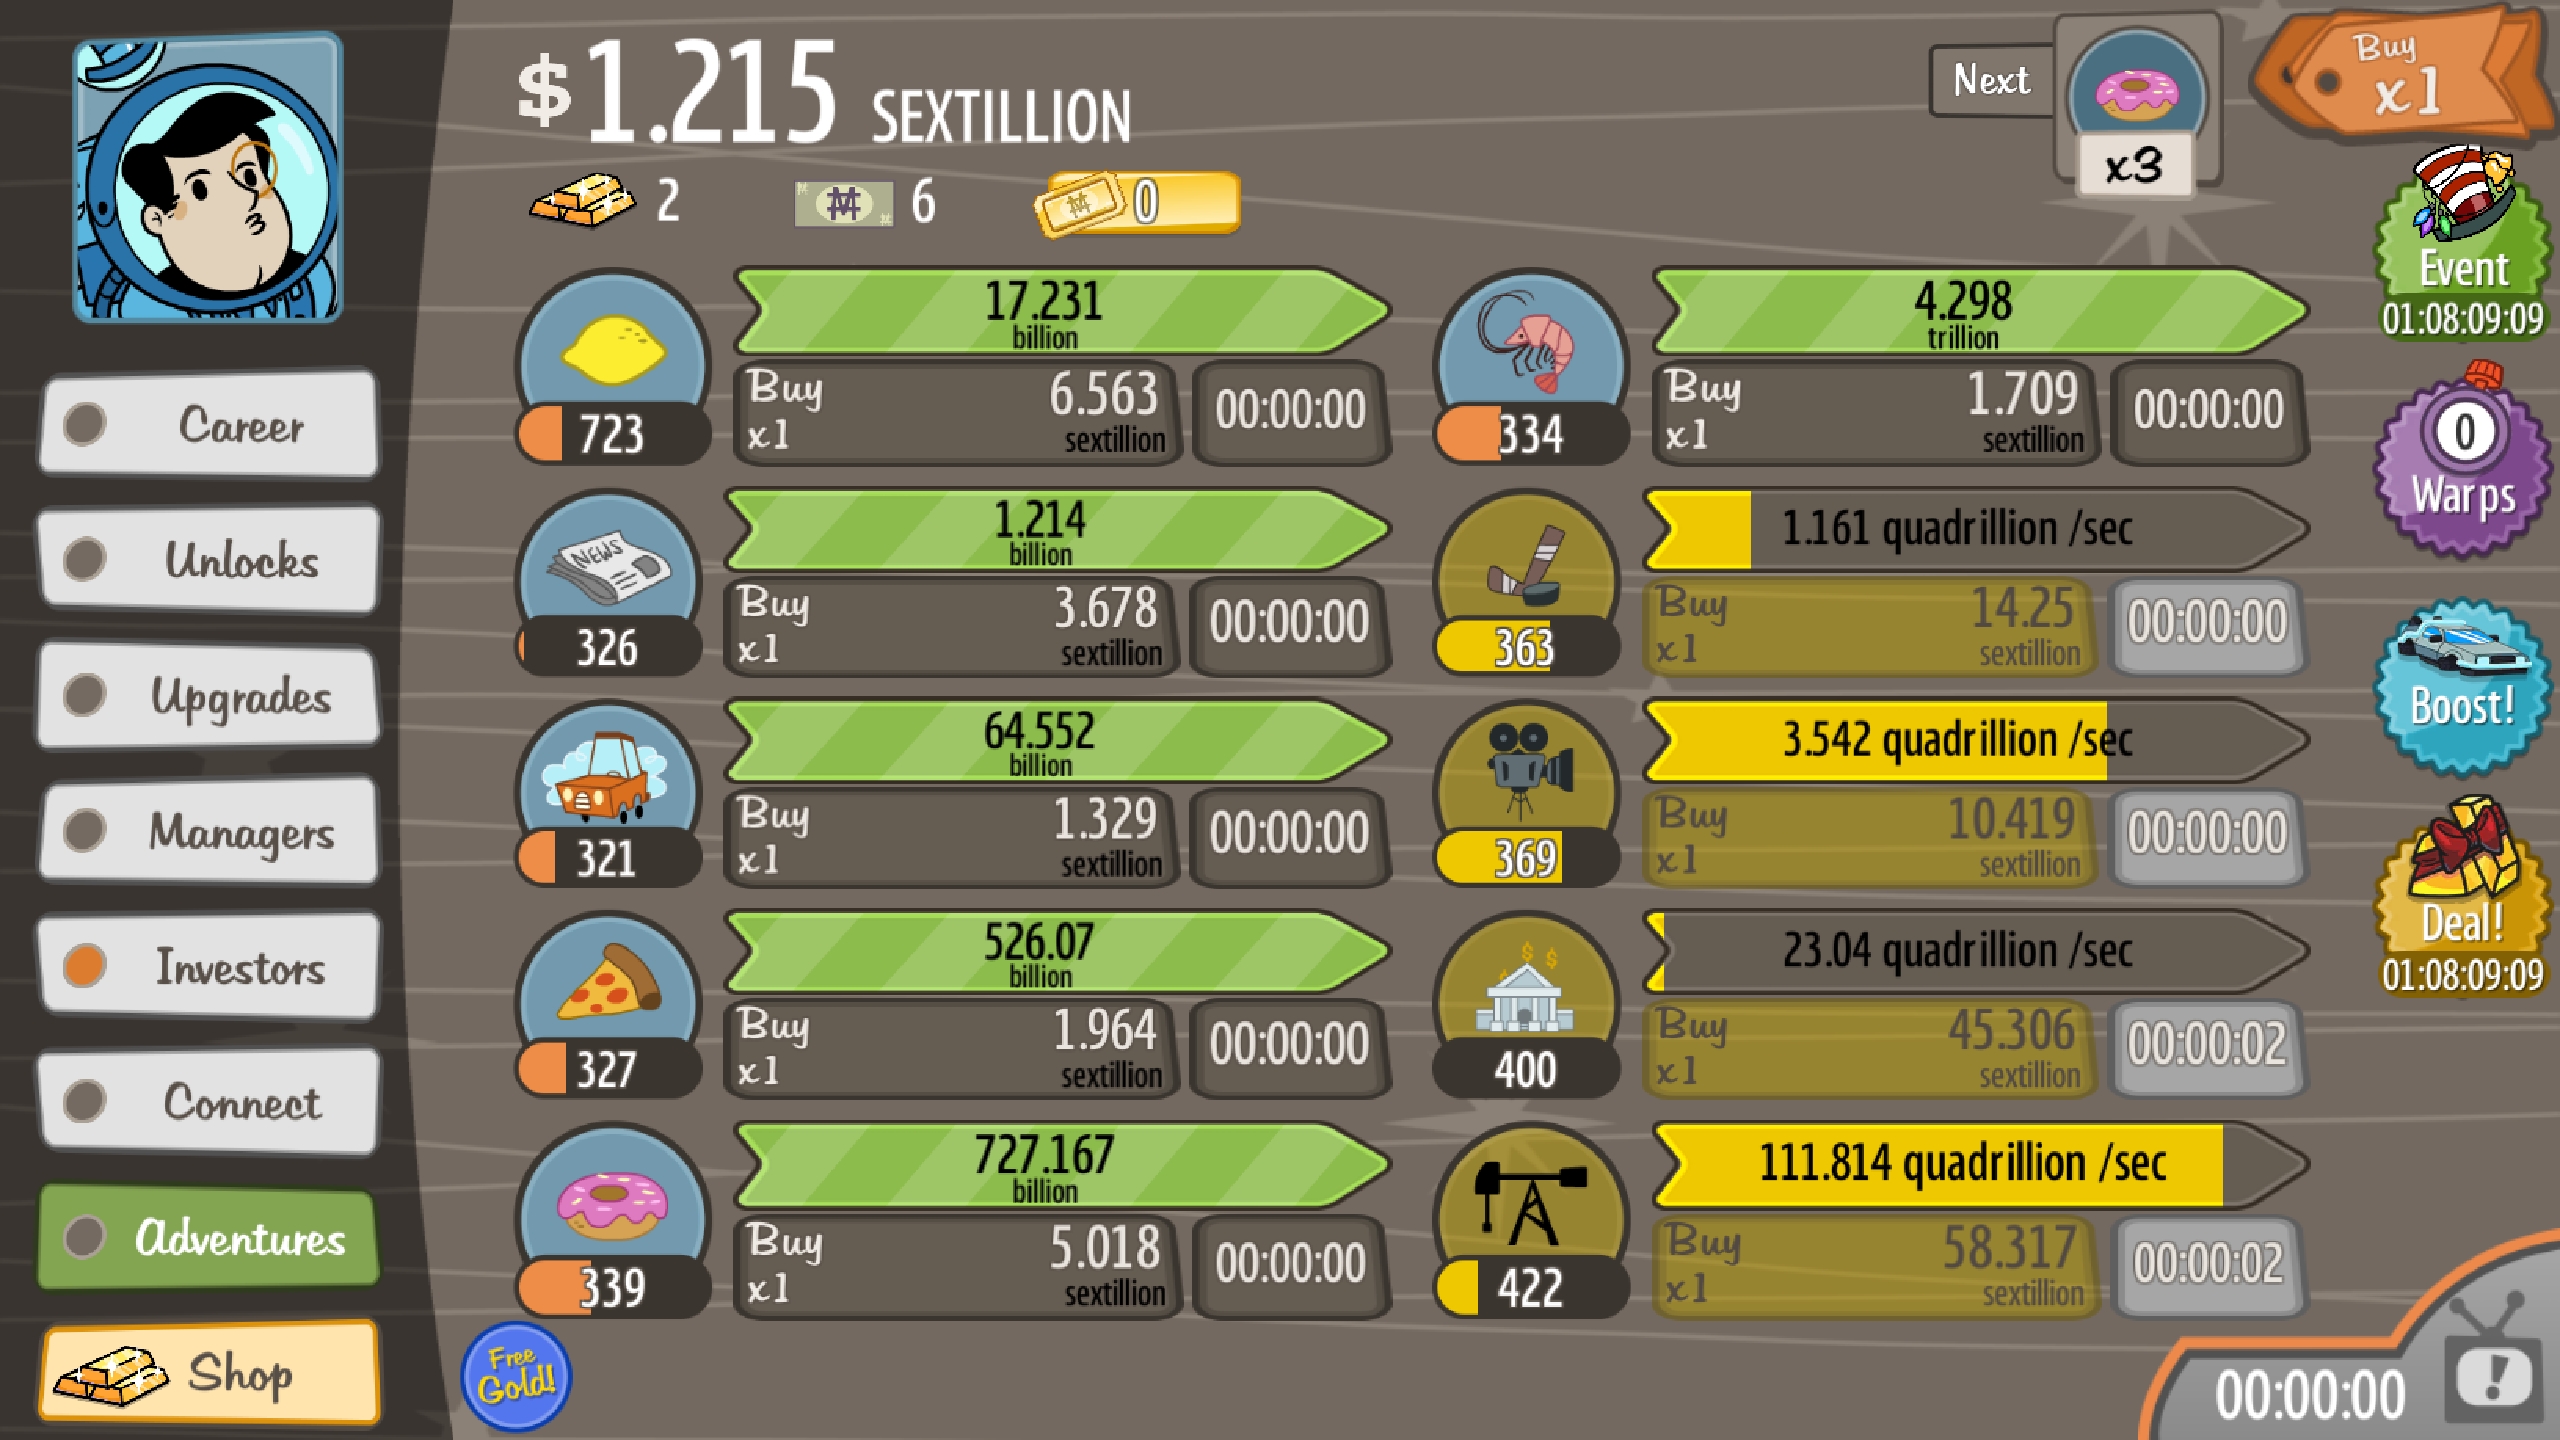 $1.215 SEXTILLION
2
6
0
Next
x3
Buy
x1
Event
01:08:09:09
0
Warps
Boost!
Deal!
01:08:09:09
Career
Unlocks
Upgrades
Managers
Investors
Connect
Adventures
Shop
17.231
billion
Buy
x1
6.563
sextillion
00:00:00
723
NEWS
1.214
billion
Buy
x1
3.678
sextillion
00:00:00
326
64.552
billion
Buy
x1
1.329
sextillion
00:00:00
321
526.07
billion
Buy
x1
1.964
sextillion
00:00:00
327
727.167
billion
Buy
x1
5.018
sextillion
00:00:00
339
4.298
trillion
Buy
x1
1.709
sextillion
00:00:00
334
1.161 quadrillion /sec
Buy
x1
14.25
sextillion
00:00:00
363
3.542 quadrillion /sec
Buy
x1
10.419
sextillion
00:00:00
369
23.04 quadrillion /sec
Buy
x1
45.306
sextillion
00:00:02
400
111.814 quadrillion /sec
Buy
x1
58.317
sextillion
00:00:02
422
Free
Gold!
00:00:00
!